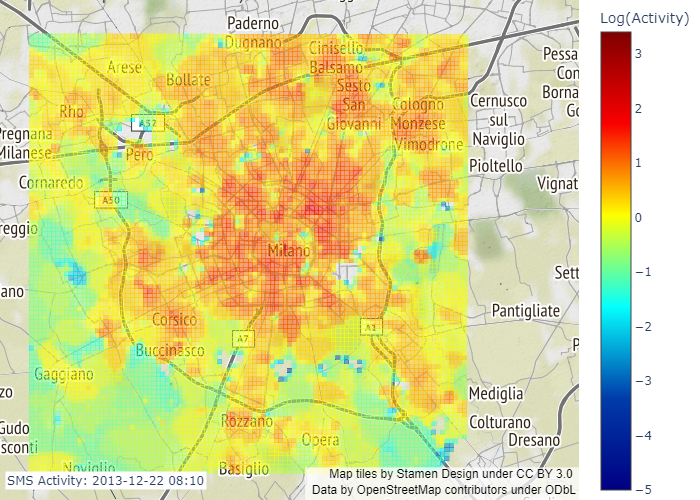 Log(Activity)
Paderno
Dugnano
Cinisello
Balsamo
Arese
Bollate
Sesto
San
Giovanni
Cologno
Monzese
Vimodrone
Cernusco
sul
Naviglio
Rho
A52
Pregnana
Milanese
Pero
Pioltello
Cornaredo
A50
Vignat
reggio
Milano
Sett
ano
Pantigliate
Corsico
A7
A1
Buccinasco
Gaggiano
Mediglia
Rozzano
Colturano
Dresano
Opera
Gudo
sconti
Noviglio
Basiglio
Pessa
Con
Borna
Go
zo
P
3
2
1
0
−1
−2
−3
−4
−5
SMS Activity: 2013-12-22 08:10
Map tiles by Stamen Design under CC BY 3.0
Data by OpenStreetMap contributors under ODbL